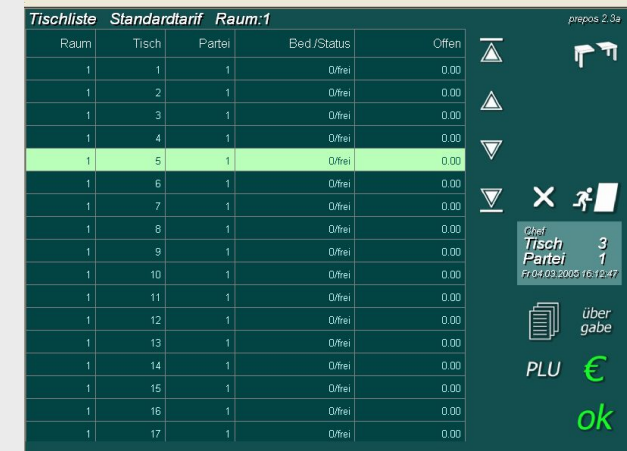 Tischliste Standardtarif Raum:1
prepos 2.3a
Raum Tisch Partei Bed./Status Offen
1 1 1 0/frei 0.00
1 2 1 0/frei 0.00
1 3 1 0/frei 0.00
1 4 1 0/frei 0.00
1 5 1 0/frei 0.00
1 6 1 0/frei 0.00
1 7 1 0/frei 0.00
1 8 1 0/frei 0.00
1 9 1 0/frei 0.00
1 10 1 0/frei 0.00
1 11 1 0/frei 0.00
1 12 1 0/frei 0.00
1 13 1 0/frei 0.00
1 14 1 0/frei 0.00
1 15 1 0/frei 0.00
1 16 1 0/frei 0.00
1 17 1 0/frei 0.00
Chef
Tisch 3
Partei 1
Fr 04.03.2005 16:12:47
über
gabe
PLU €
ok